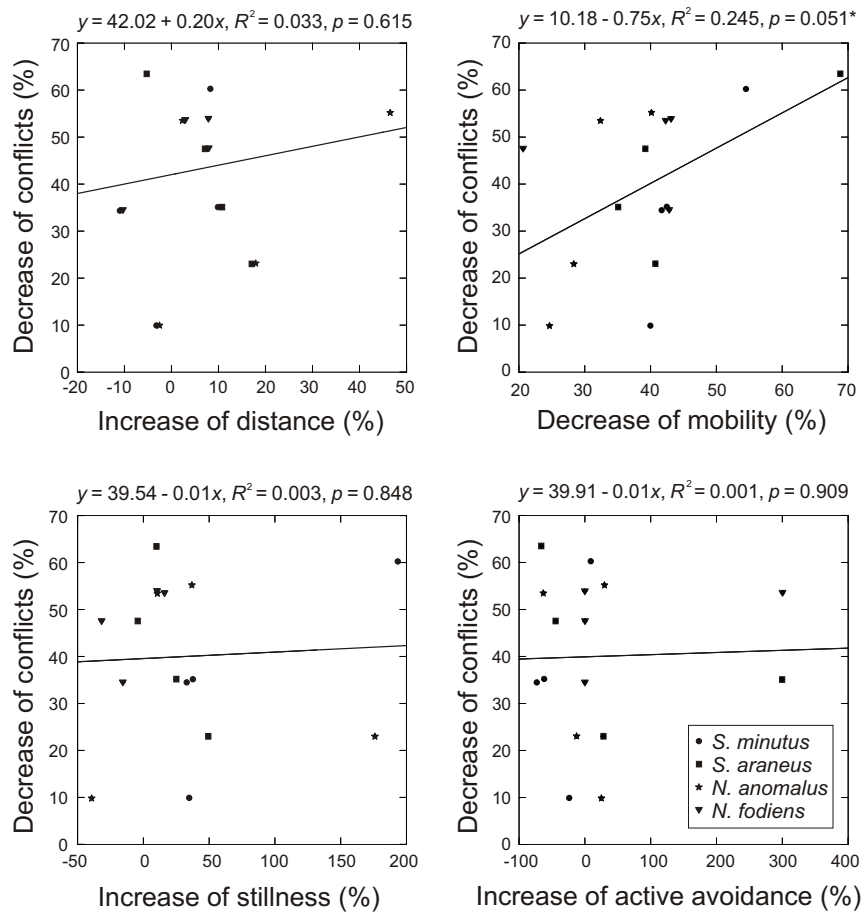 y = 42.02 + 0.20x, R² = 0.033, p = 0.615
70
60
50
40
30
20
10
0
Decrease of conflicts (%)
-20 -10 0 10 20 30 40 50
Increase of distance (%)
y = 10.18 - 0.75x, R² = 0.245, p = 0.051*
70
60
50
40
30
20
10
0
Decrease of conflicts (%)
20 30 40 50 60 70
Decrease of mobility (%)
y = 39.54 - 0.01x, R² = 0.003, p = 0.848
70
60
50
40
30
20
10
0
Decrease of conflicts (%)
-50 0 50 100 150 200
Increase of stillness (%)
y = 39.91 - 0.01x, R² = 0.001, p = 0.909
70
60
50
40
30
20
10
0
Decrease of conflicts (%)
S. minutus
S. araneus
N. anomalus
N. fodiens
-100 0 100 200 300 400
Increase of active avoidance (%)